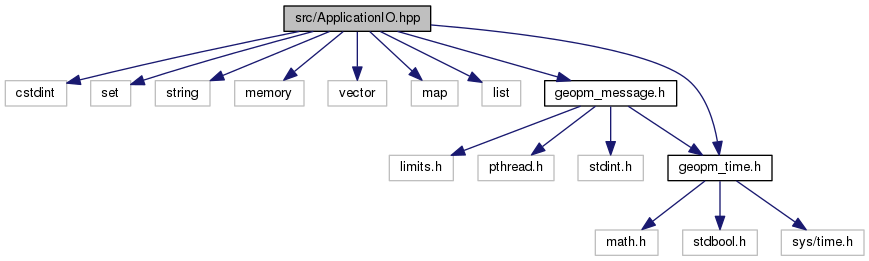 src/ApplicationIO.hpp
cstdint
set
string
memory
vector
map
list
geopm_message.h
limits.h
pthread.h
stdint.h
geopm_time.h
math.h
stdbool.h
sys/time.h